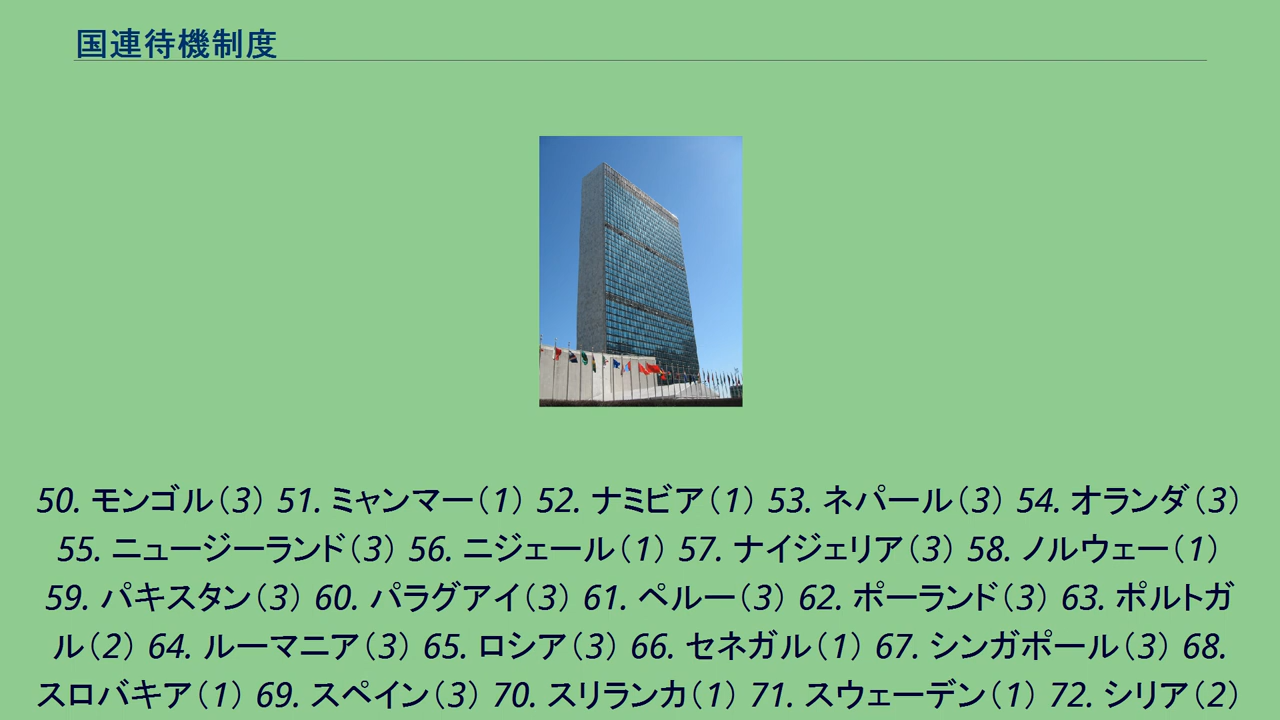 国連待機制度
50. モンゴル（3） 51. ミャンマー（1） 52. ナミビア（1） 53. ネパール（3） 54. オランダ（3）
55. ニュージーランド（3） 56. ニジェール（1） 57. ナイジェリア（3） 58. ノルウェー（1）
59. パキスタン（3） 60. パラグアイ（3） 61. ペルー（3） 62. ポーランド（3） 63. ポルトガ
ル（2） 64. ルーマニア（3） 65. ロシア（3） 66. セネガル（1） 67. シンガポール（3） 68.
スロバキア（1） 69. スペイン（3） 70. スリランカ（1） 71. スウェーデン（1） 72. シリア（2）